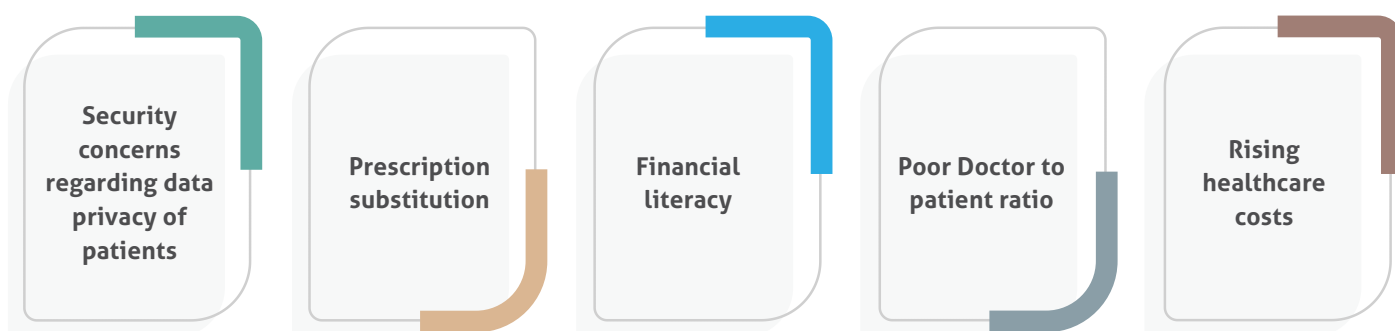 Security
concerns
regarding data
privacy of
patients
Prescription
substitution
Financial
literacy
Poor Doctor to
patient ratio
Rising
healthcare
costs